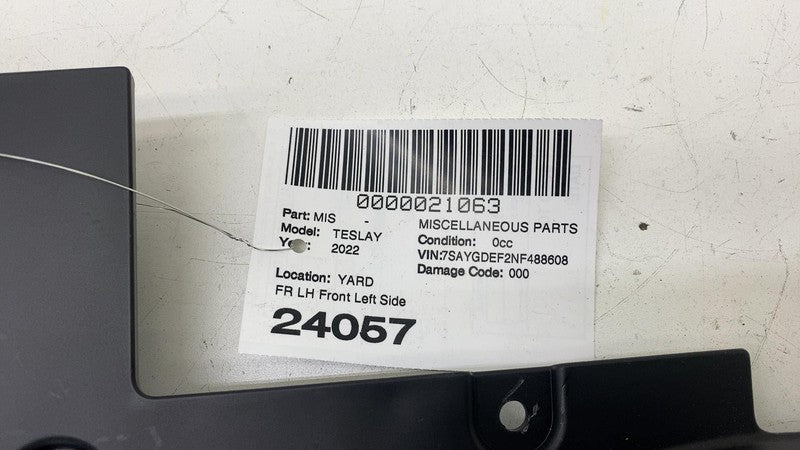 0000021063
Part: MIS - MISCELLANEOUS PARTS
Model: TESLAY Condition: 0cc
2022 VIN:7SAYGDEF2NF488608
Damage Code: 000
Location: YARD
FR LH Front Left Side
24057